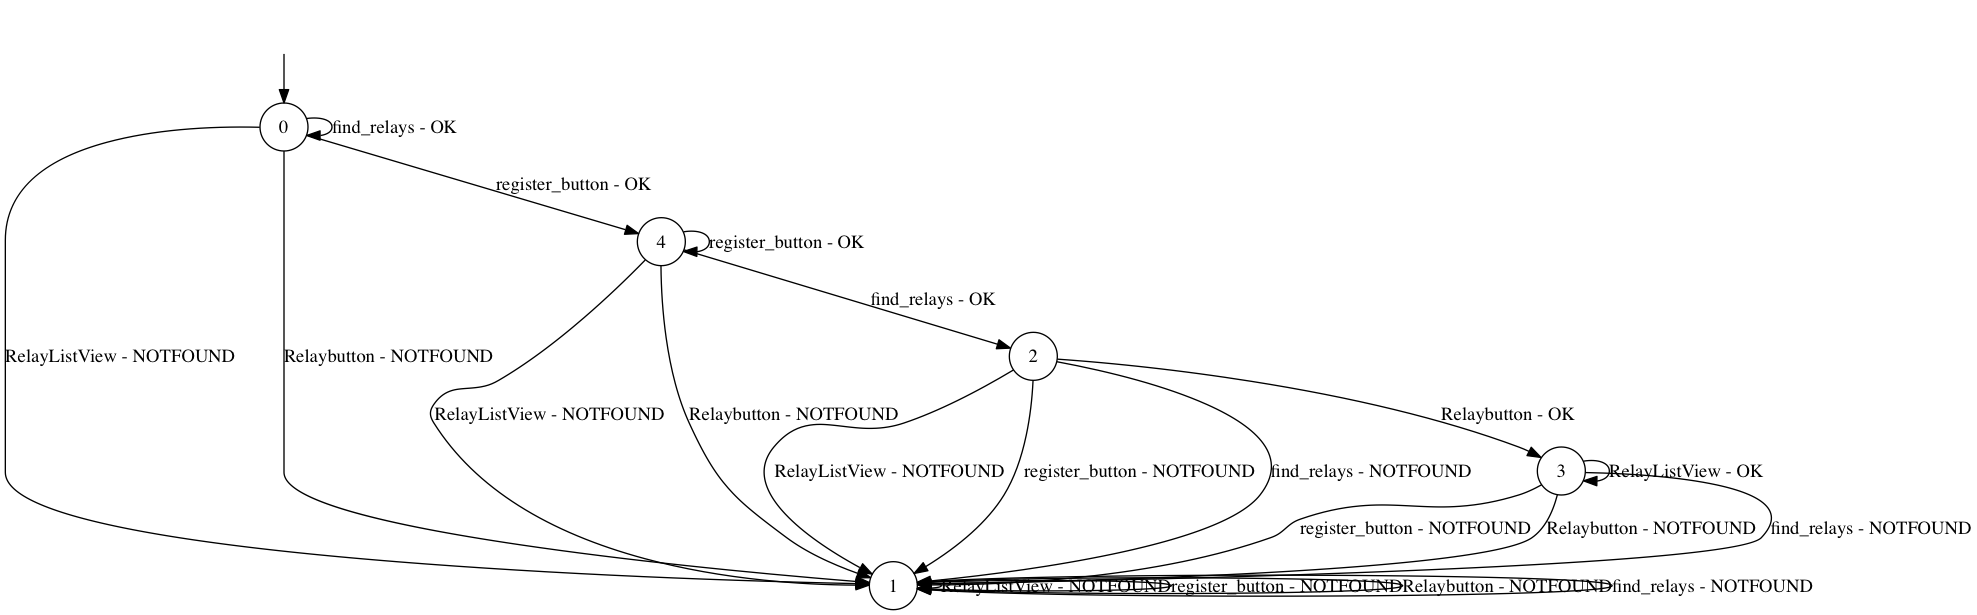 0
find_relays - OK
register_button - OK
4
register_button - OK
find_relays - OK
RelayListView - NOTFOUND
Relaybutton - NOTFOUND
2
RelayListView - NOTFOUND
Relaybutton - NOTFOUND
Relaybutton - OK
RelayListView - NOTFOUND
register_button - NOTFOUND
find_relays - NOTFOUND
3
RelayListView - OK
register_button - NOTFOUND
Relaybutton - NOTFOUND
find_relays - NOTFOUND
1
RelayListView - NOTFOUND
register_button - NOTFOUND
Relaybutton - NOTFOUND
find_relays - NOTFOUND